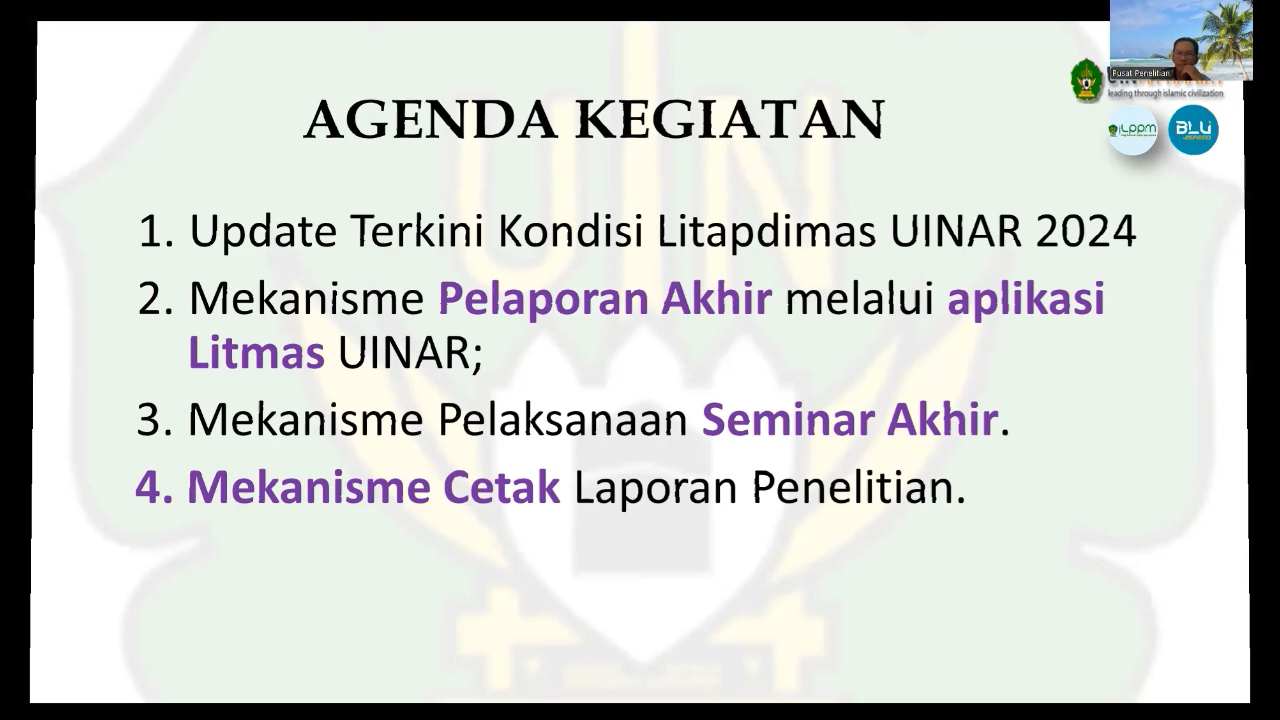 Pusat Penelitian
leading through islamic civilization
LPPM
BLU
AGENDA KEGIATAN
1. Update Terkini Kondisi Litapdimas UINAR 2024
2. Mekanisme Pelaporan Akhir melalui aplikasi
Litmas UINAR;
3. Mekanisme Pelaksanaan Seminar Akhir.
4. Mekanisme Cetak Laporan Penelitian.
UIN